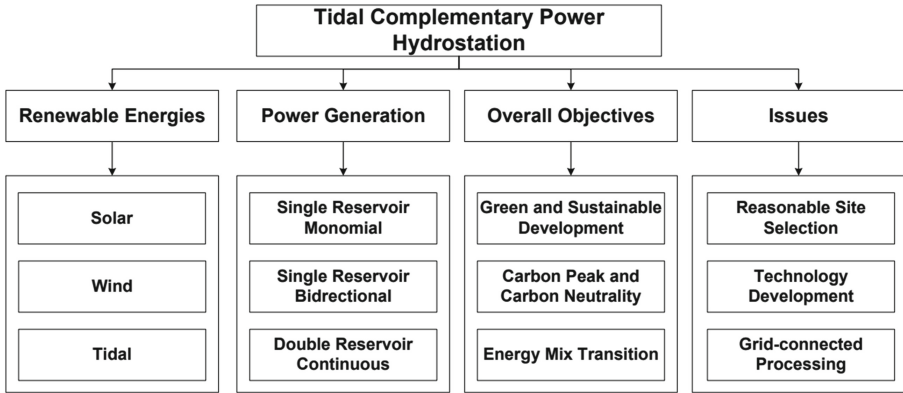 Tidal Complementary Power
Hydrostation
Renewable Energies
Power Generation
Overall Objectives
Issues
Solar
Wind
Tidal
Single Reservoir
Monomial
Single Reservoir
Bidrectional
Double Reservoir
Continuous
Green and Sustainable
Development
Carbon Peak and
Carbon Neutrality
Energy Mix Transition
Reasonable Site
Selection
Technology
Development
Grid-connected
Processing